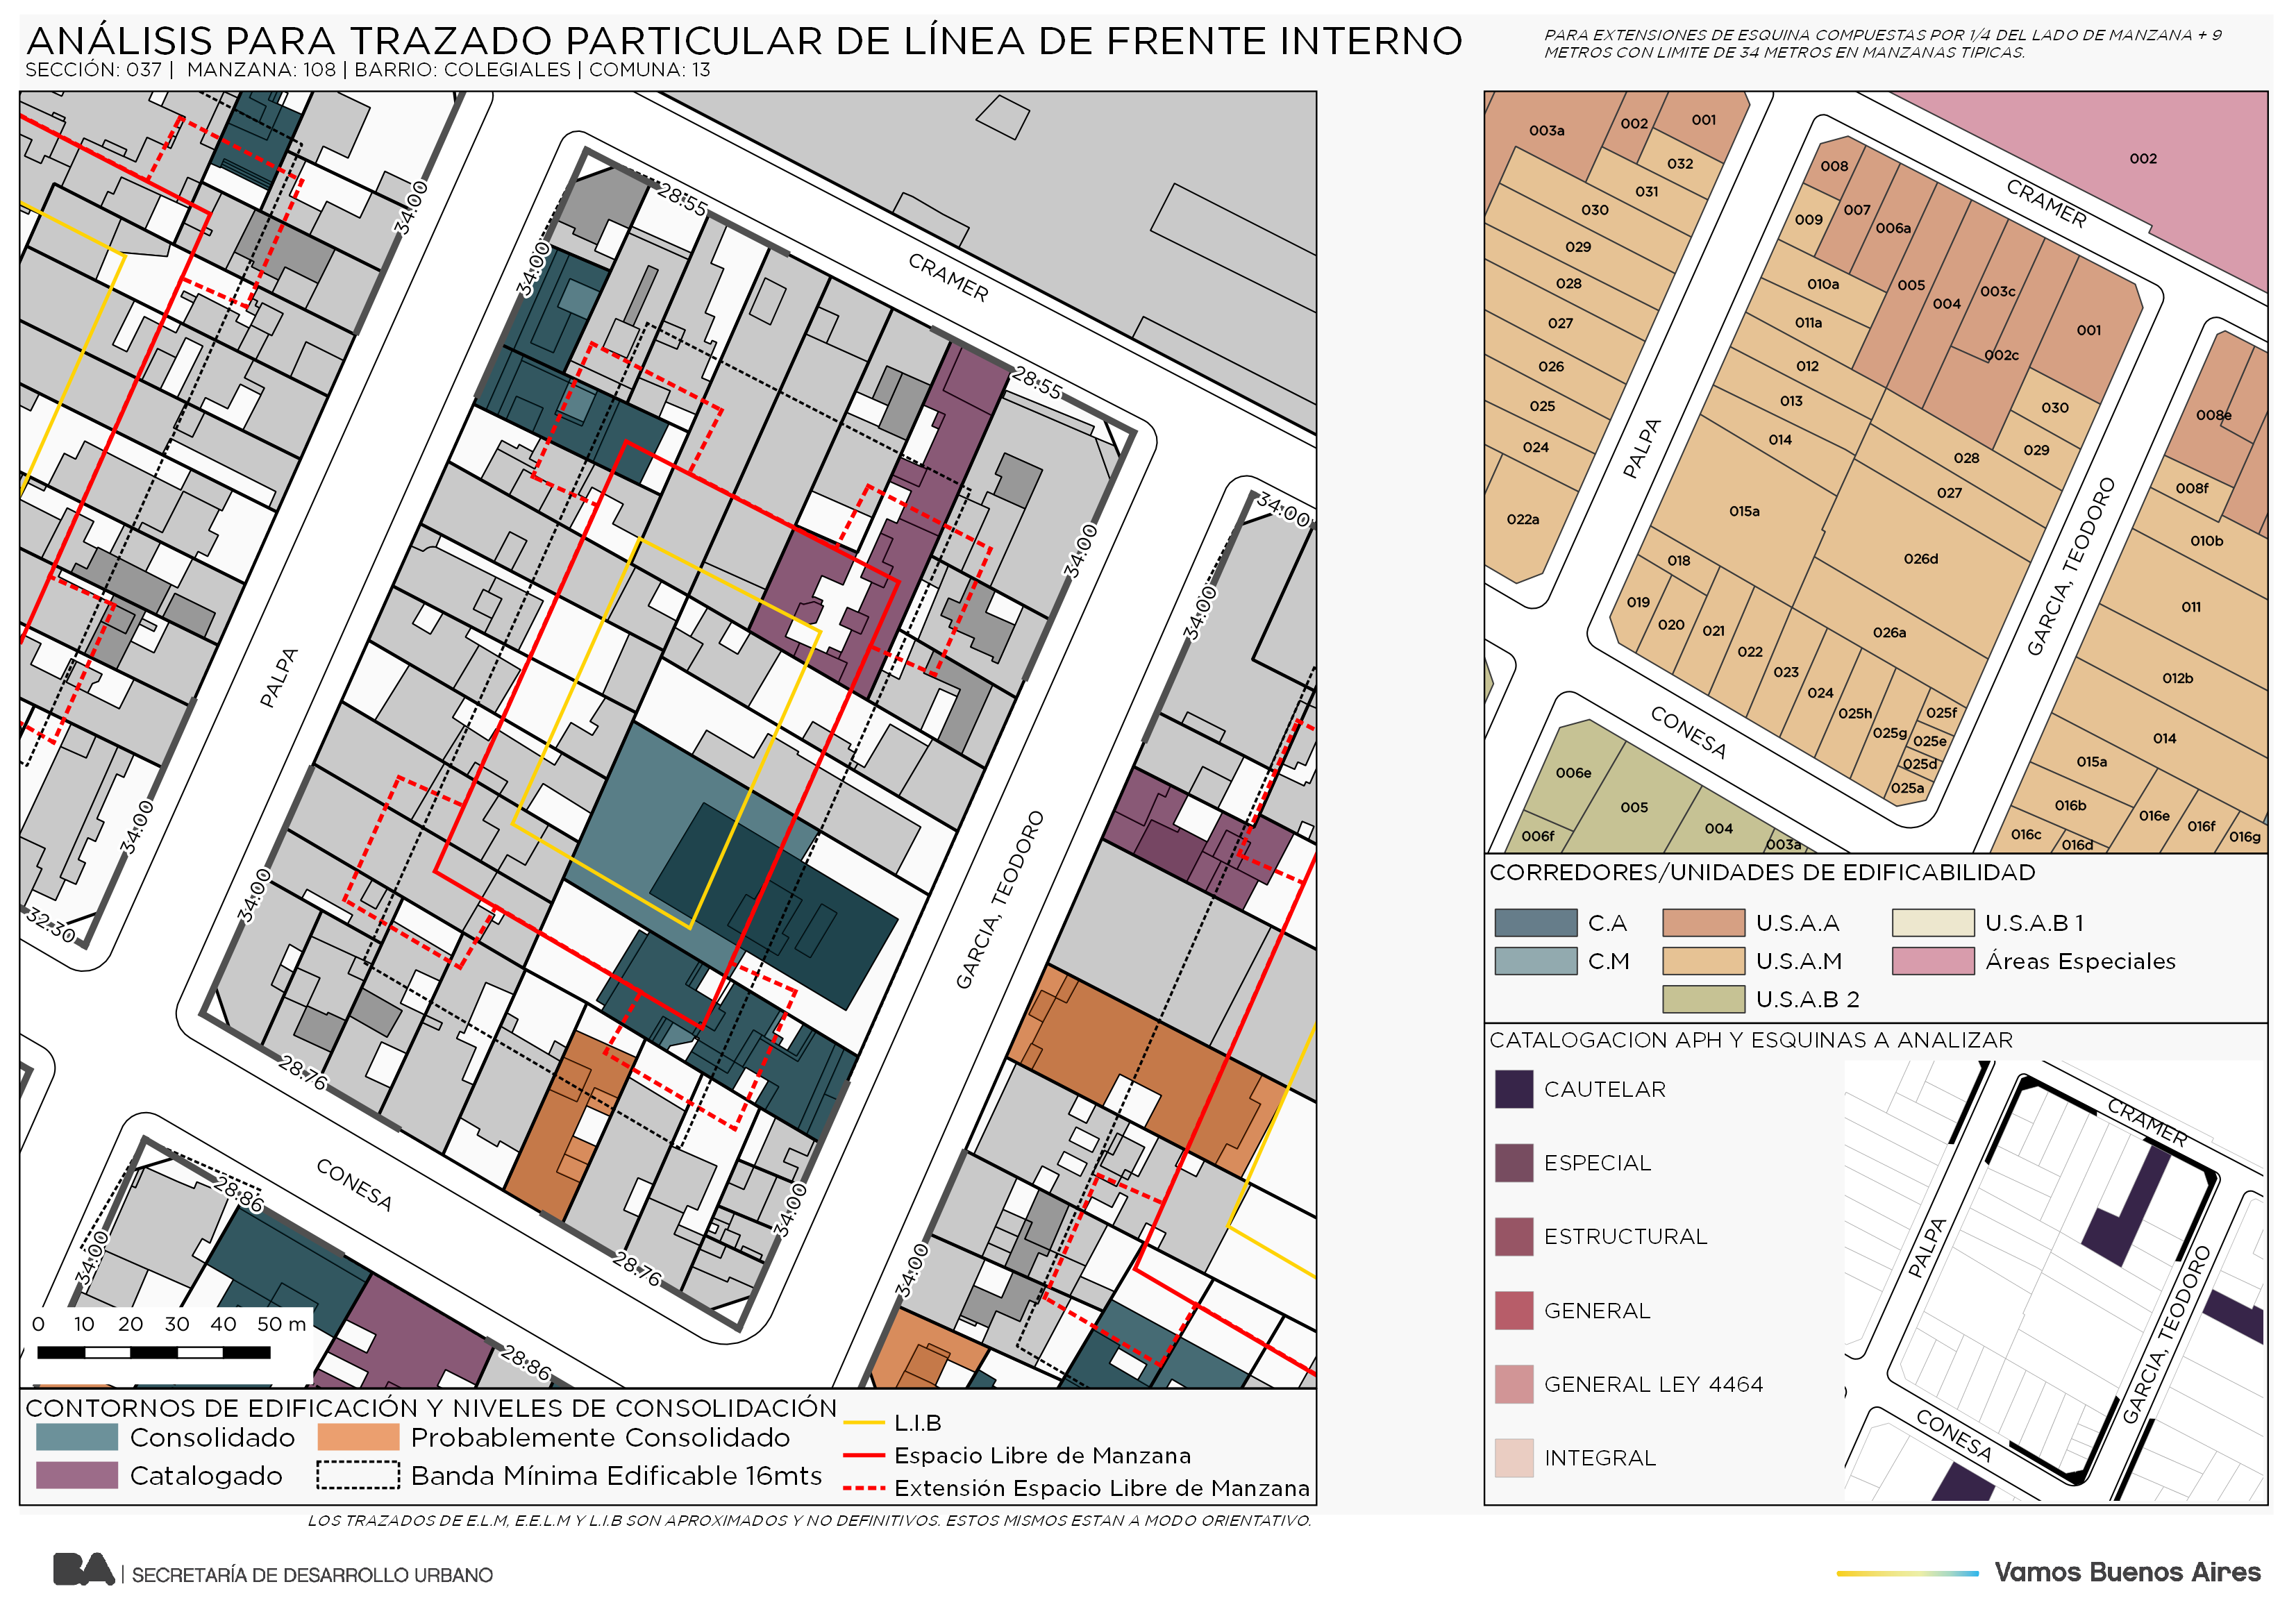 ANÁLISIS PARA TRAZADO PARTICULAR DE LÍNEA DE FRENTE INTERNO
SECCIÓN: 037 | MANZANA: 108 | BARRIO: COLEGIALES | COMUNA: 13
PARA EXTENSIONES DE ESQUINA COMPUESTAS POR 1/4 DEL LADO DE MANZANA + 9
METROS CON LIMITE DE 34 METROS EN MANZANAS TIPICAS.
34:00
28.55
34:00
CRAMER
28.55
34:00
34:00
34:00
PALPA
34:00
32.30
34:00
GARCIA, TEODORO
28.76
CONESA
34:00
28.76
34:00
28.86
34:00
28.86
0 10 20 30 40 50 m
CONTORNOS DE EDIFICACIÓN Y NIVELES DE CONSOLIDACIÓN
Consolidado
Probablemente Consolidado
Catalogado
Banda Mínima Edificable 16mts
L.I.B
Espacio Libre de Manzana
Extensión Espacio Libre de Manzana
LOS TRAZADOS DE E.L.M, E.E.L.M Y L.I.B SON APROXIMADOS Y NO DEFINITIVOS. ESTOS MISMOS ESTAN A MODO ORIENTATIVO.
003a
002
001
032
031
030
029
028
027
026
025
024
022a
002
CRAMER
008
007
006a
009
005
004
003c
002c
001
010a
011a
012
013
014
030
029
028
027
015a
026d
026a
018
019
020
021
022
023
024
025h
025g
025f
025e
025d
025a
PALPA
GARCIA, TEODORO
CONESA
008e
008f
010b
011
012b
014
015a
016b
016c
016d
016e
016f
016g
006e
005
004
006f
003a
CORREDORES/UNIDADES DE EDIFICABILIDAD
C.A
U.S.A.A
U.S.A.B 1
C.M
U.S.A.M
Áreas Especiales
U.S.A.B 2
CATALOGACION APH Y ESQUINAS A ANALIZAR
CAUTELAR
ESPECIAL
ESTRUCTURAL
GENERAL
GENERAL LEY 4464
INTEGRAL
CRAMER
PALPA
GARCIA, TEODORO
CONESA
BA | SECRETARÍA DE DESARROLLO URBANO
Vamos Buenos Aires